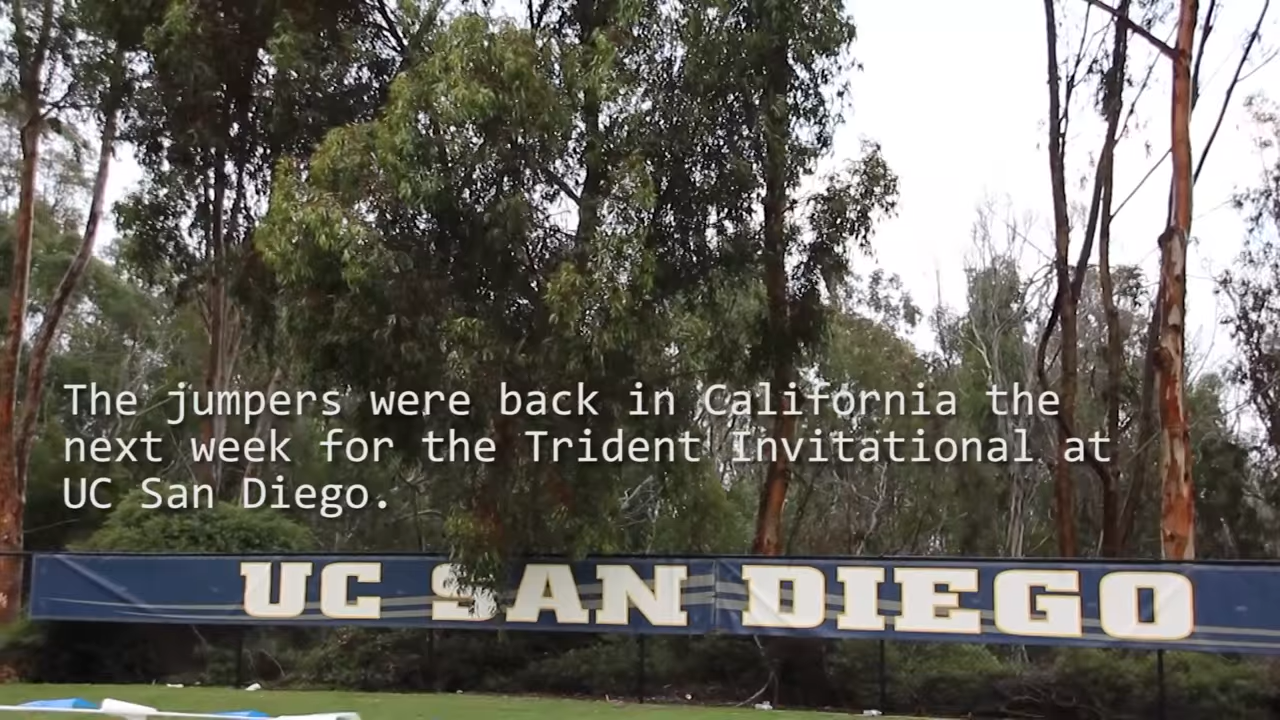 The jumpers were back in California the
next week for the Trident Invitational at
UC San Diego.
UC SAN DIEGO